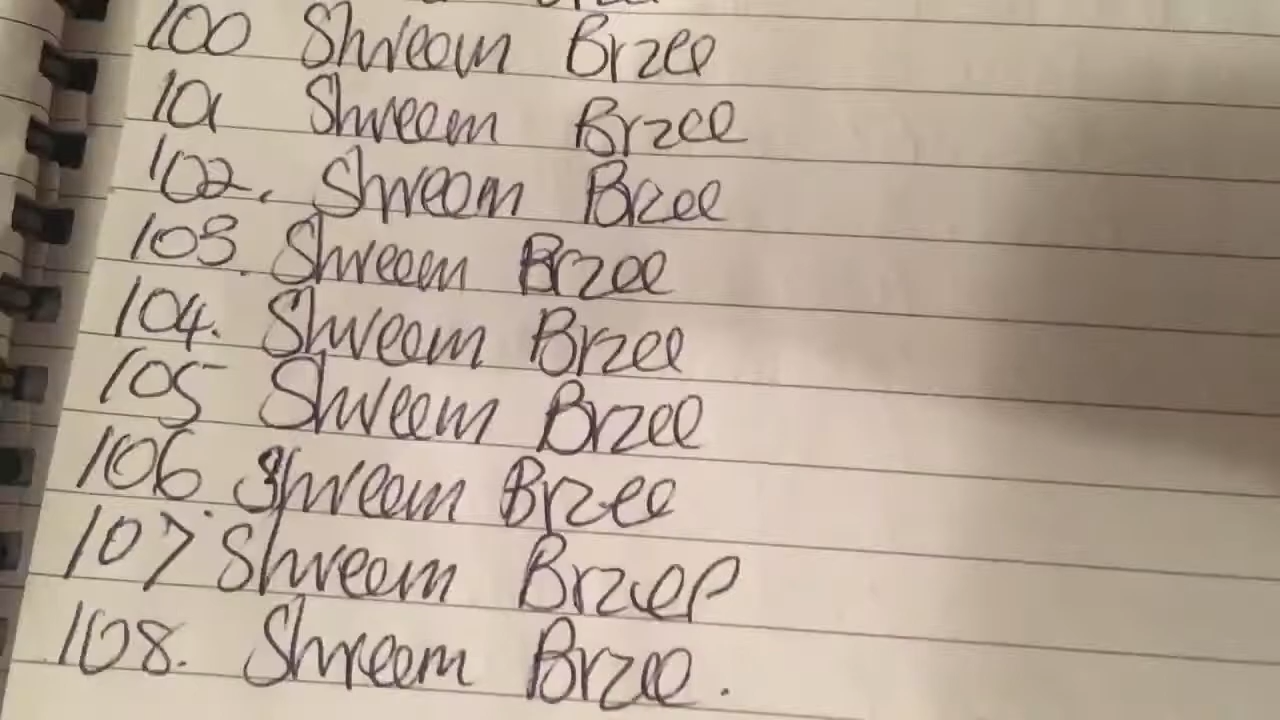 100 Shreem Brzee
101 Shreem Brzee
102. Shreem Brzee
103. Shreem Brzee
104. Shreem Brzee
105 Shreem Brzee
106. Shreem Brzee
107 Shreem Brzee
108. Shreem Brzee.